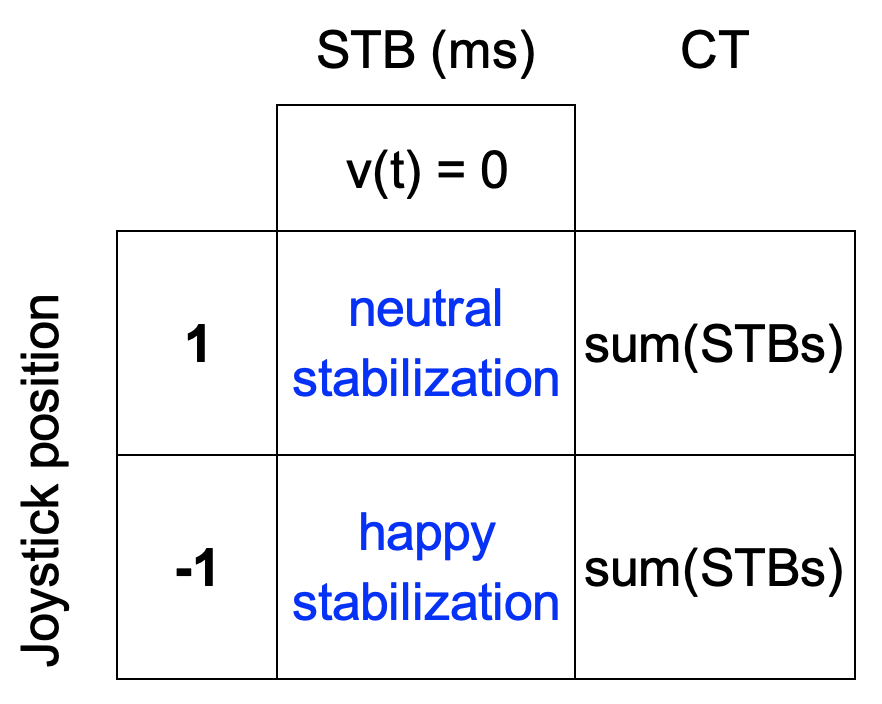 STB (ms) CT
v(t) = 0
Joystick position
1
neutral
stabilization
sum(STBs)
-1
happy
stabilization
sum(STBs)